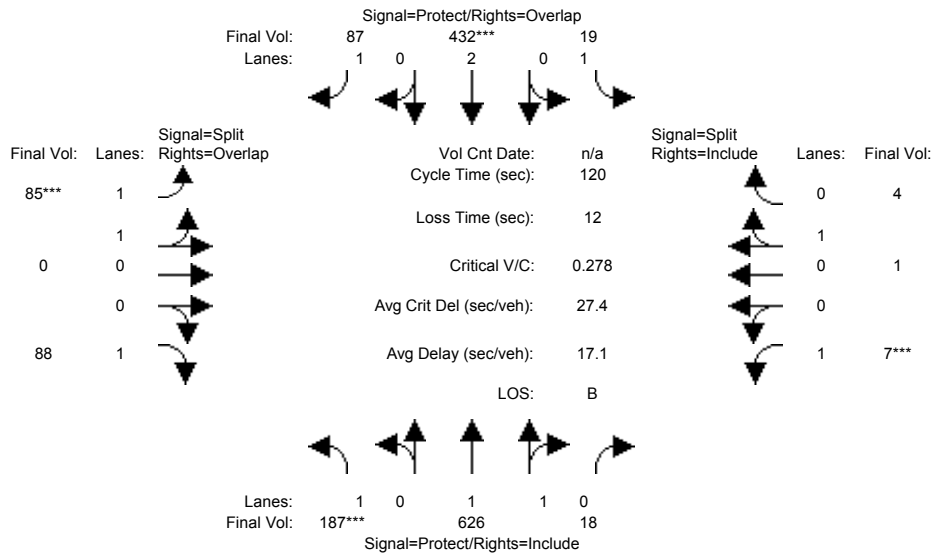 Signal=Protect/Rights=Overlap
Final Vol: 87 432*** 19
Lanes: 1 0 2 0 1
Signal=Split Signal=Split
Final Vol: Lanes: Rights=Overlap Vol Cnt Date: n/a Rights=Include Lanes: Final Vol:
Cycle Time (sec): 120
85*** 1 0 4
Loss Time (sec): 12
1 1
0 0 Critical V/C: 0.278 0 1
0 Avg Crit Del (sec/veh): 27.4 0
88 1 Avg Delay (sec/veh): 17.1 1 7***
LOS: B
Lanes: 1 0 1 1 0
Final Vol: 187*** 626 18
Signal=Protect/Rights=Include